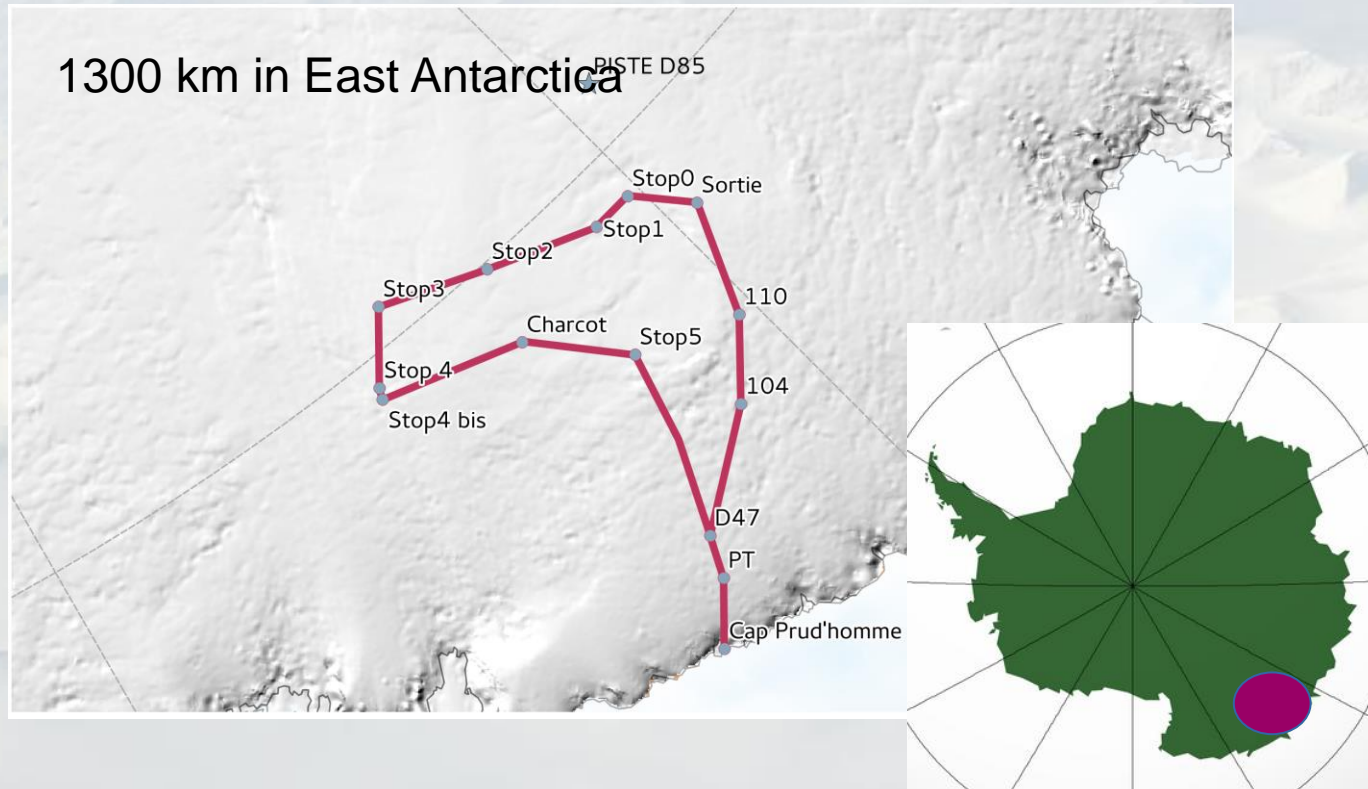 1300 km in East Antarctica
PISTE D85
Stop0
Sortie
Stop1
Stop2
Stop3
110
Charcot
Stop5
Stop 4
104
Stop4 bis
D47
PT
Cap Prud'homme